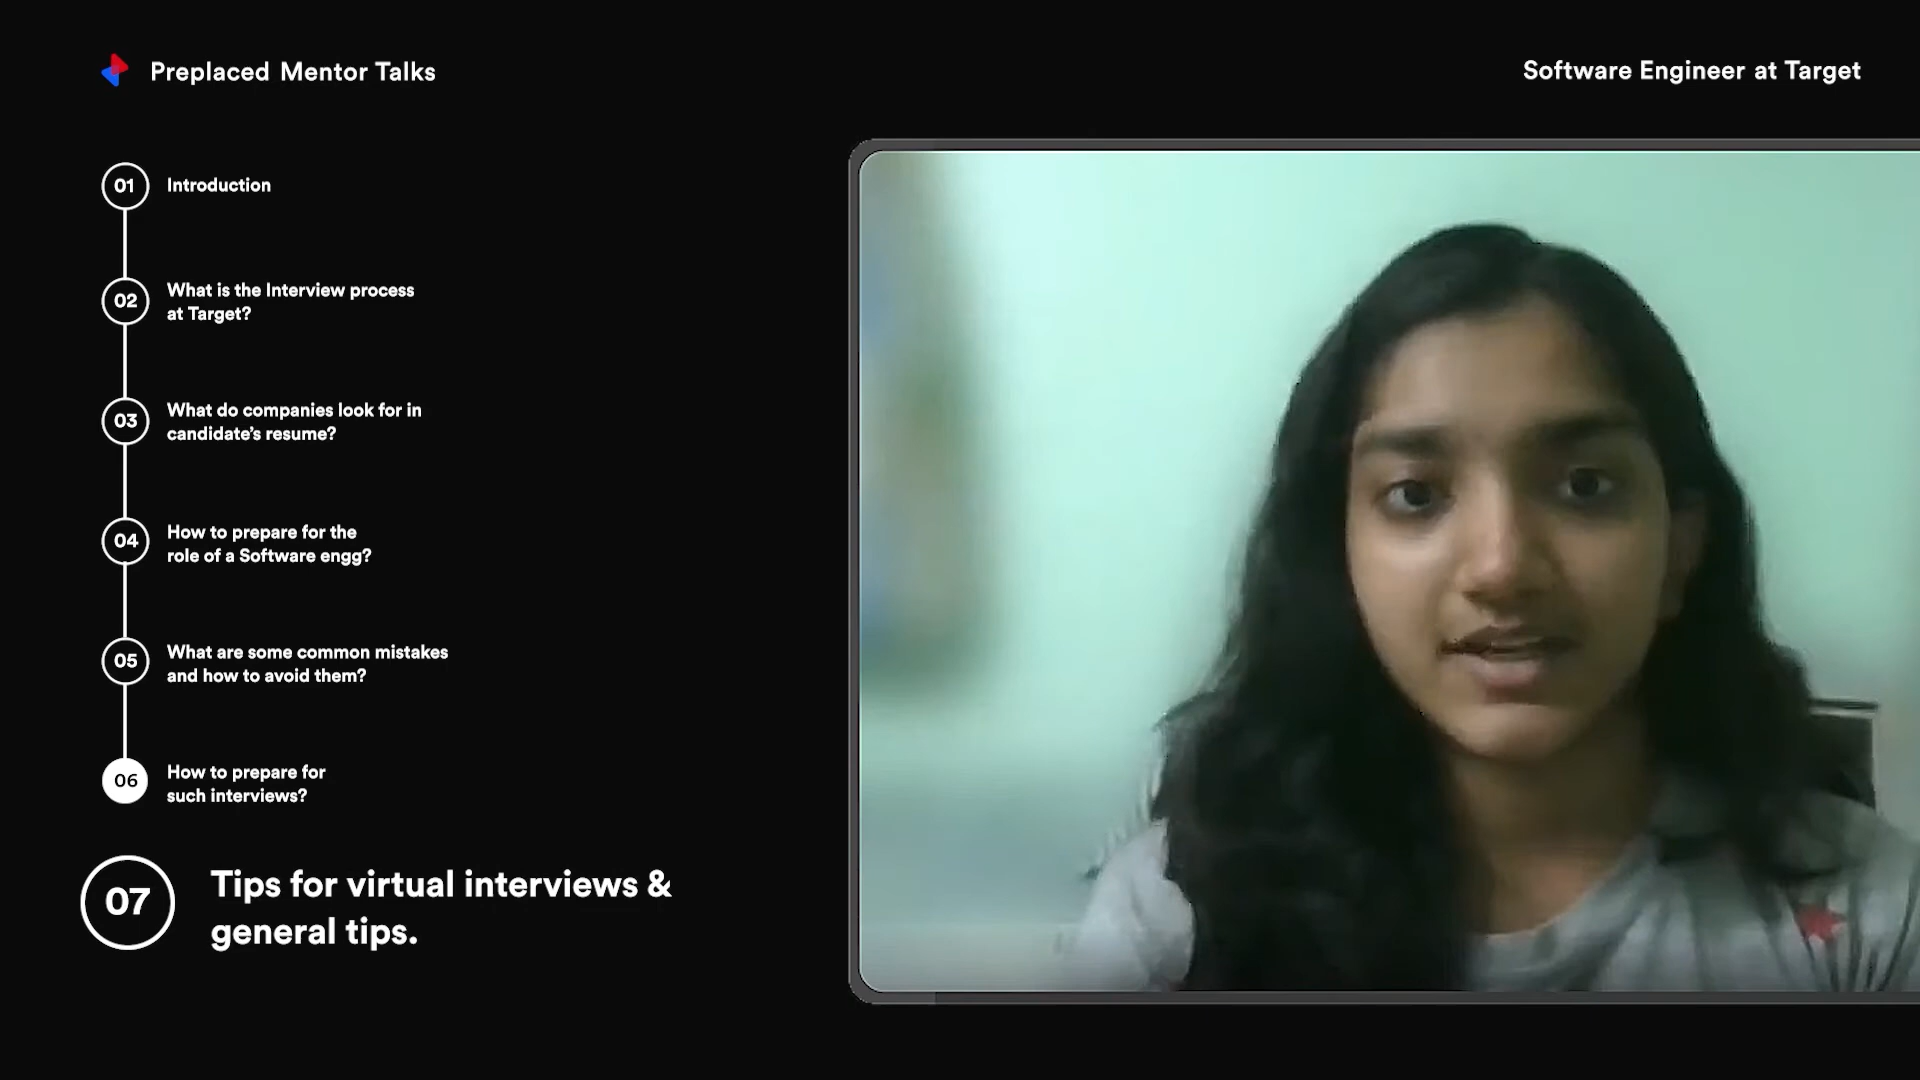 Preplaced Mentor Talks
Software Engineer at Target
01 Introduction
02 What is the Interview process
at Target?
03 What do companies look for in
candidate's resume?
04 How to prepare for the
role of a Software engg?
05 What are some common mistakes
and how to avoid them?
06 How to prepare for
such interviews?
07 Tips for virtual interviews &
general tips.